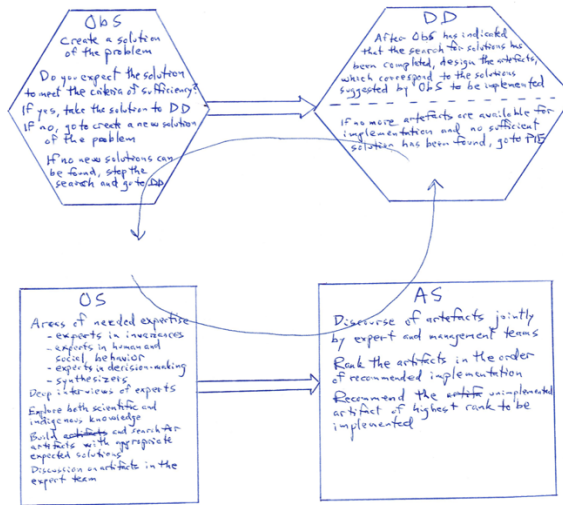 ObS
Create a solution
of the problem
Do you expect the solution
to meet the criteria of sufficiency?
If yes, take the solution to DD
If no, go to create a new solution
of the problem
If no new solutions can
be found, stop the
search and go to DD
DD
After ObS has indicated
that the search for solutions has
been completed, design the artifacts,
which correspond to the solutions
suggested by ObS to be implemented
If no more artefacts are available for
implementation and no sufficient
solution has been found, go to PIE
OS
Areas of needed expertise
- experts in invariances
- experts in human and
social behavior
- experts in decision-making
- synthesizers
Deep interviews of experts
Explore both scientific and
indigenous knowledge
Build artifacts and search for
artifacts with appropriate
expected solutions
Discussion on artifacts in the
expert team
AS
Discourse of artefacts jointly
by expert and management teams
Rank the artifacts in the order
of recommended implementation
Recommend the artifa unimplemented
artifact of highest rank to be
implemented